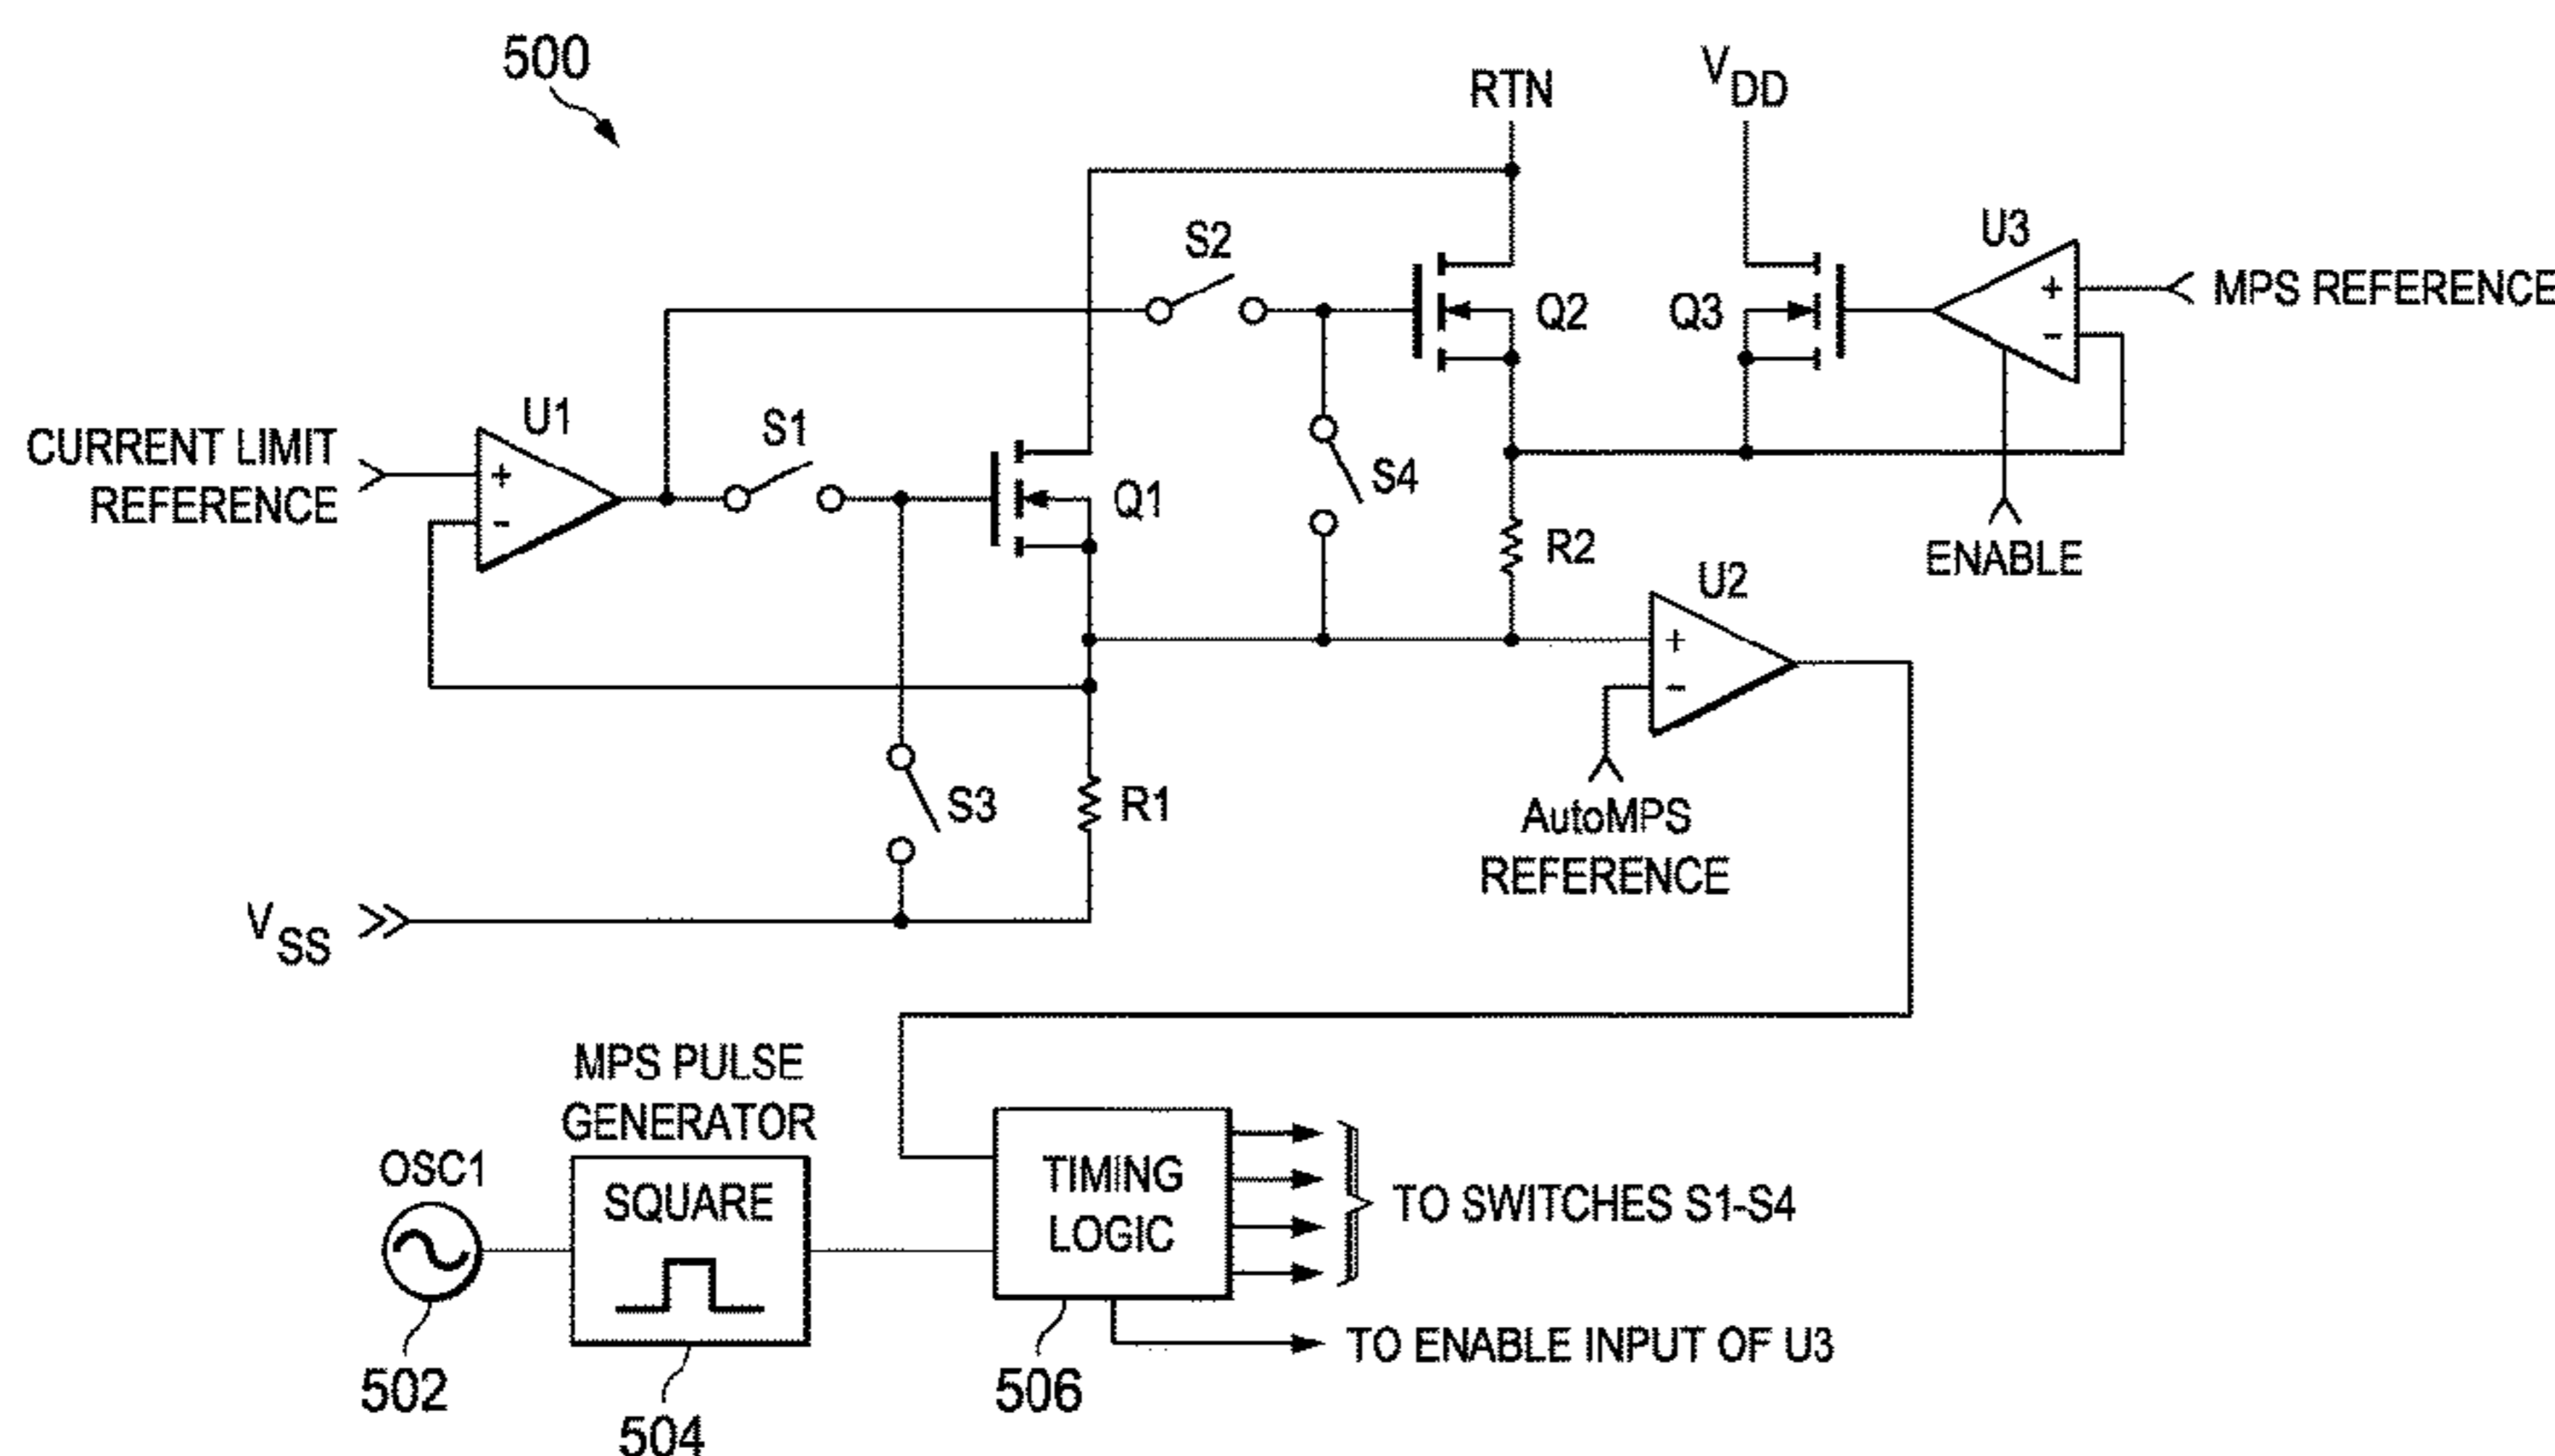 500
RTN
VDD
S2
U3
Q2
Q3
MPS REFERENCE
+
-
U1
S1
CURRENT LIMIT
REFERENCE
+
-
Q1
S4
R2
ENABLE
U2
+
-
S3
R1
AutoMPS
REFERENCE
VSS
MPS PULSE
GENERATOR
OSC1
SQUARE
TIMING
LOGIC
TO SWITCHES S1-S4
TO ENABLE INPUT OF U3
502
504
506